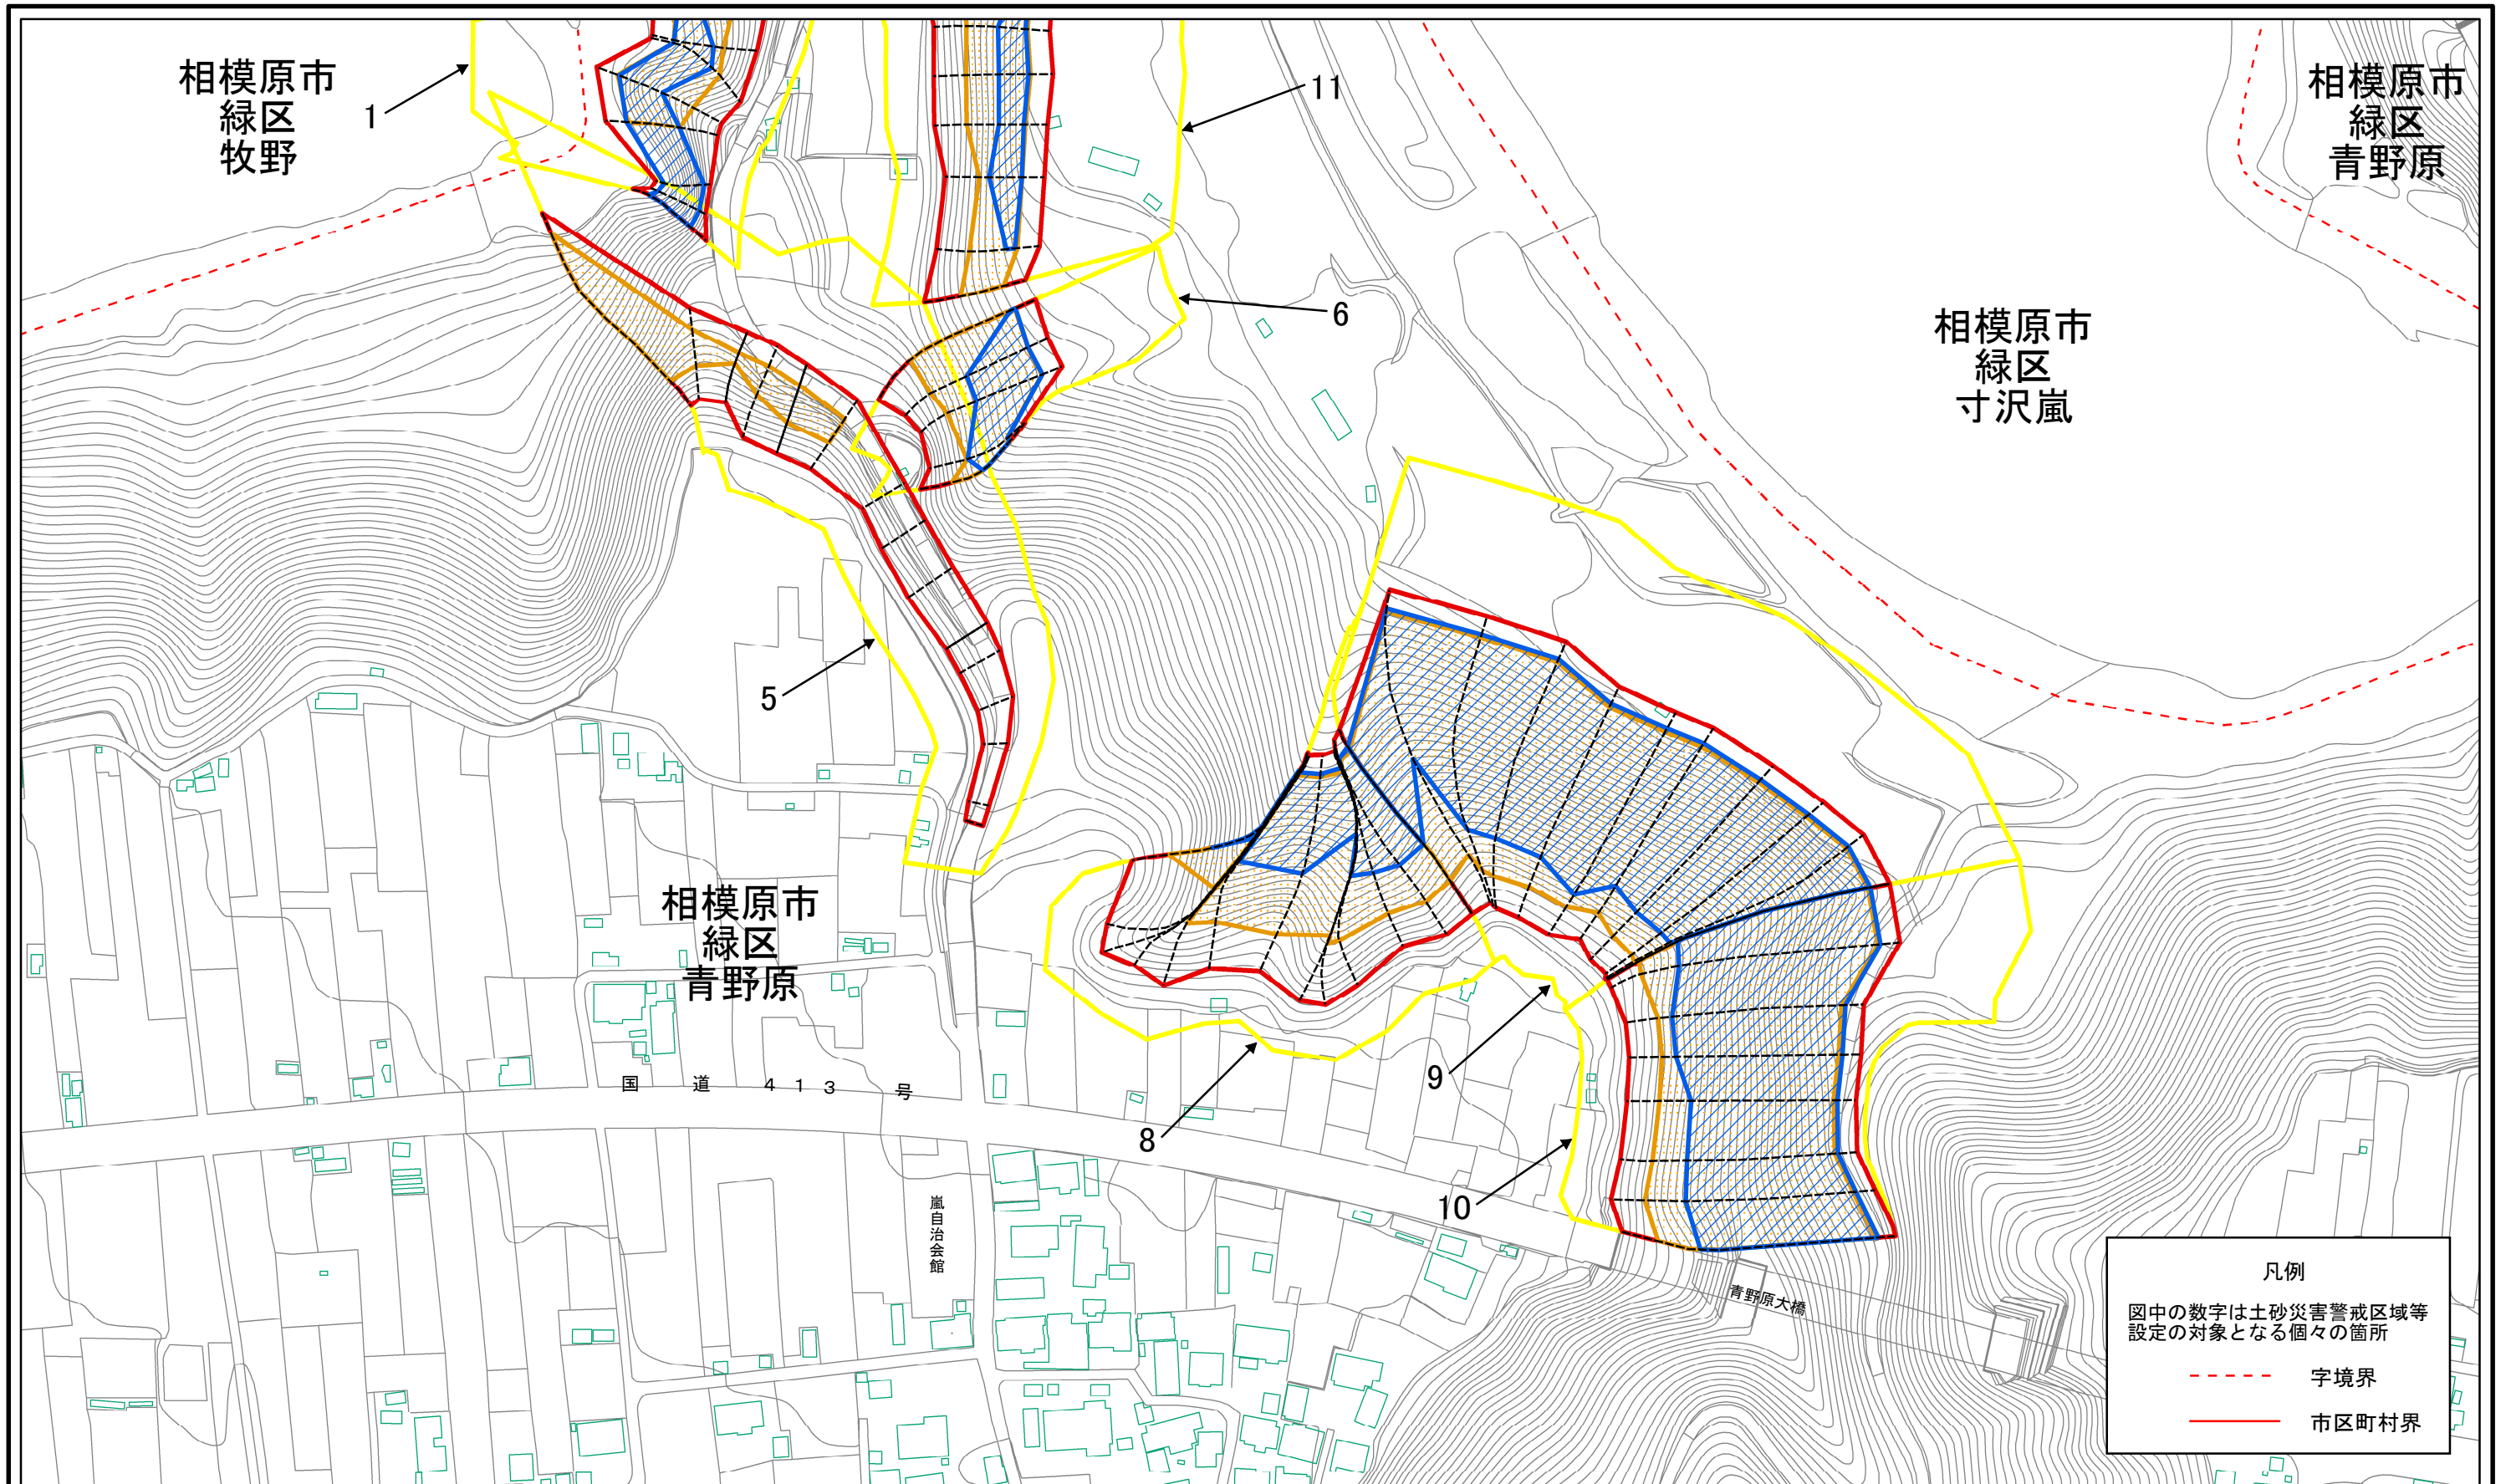 相模原市
緑区
牧野
1
11
相模原市
緑区
青野原
6
相模原市
緑区
寸沢嵐
5
相模原市
緑区
青野原
国道413号
9
8
10
嵐自治会館
青野原大橋
凡例
図中の数字は土砂災害警戒区域等
設定の対象となる個々の箇所
字境界
市区町村界